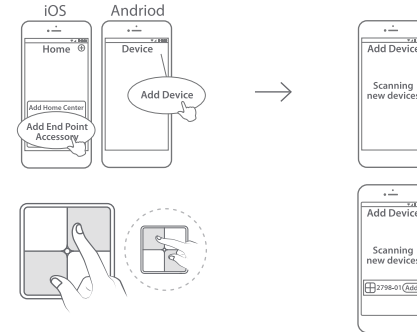 iOS
Andriod
Home
Device
Add Device
Add Home Center
Add End Point
Accessory
Add Device
Scanning
new devices
Add Device
Scanning
new devices
2798-01 Add